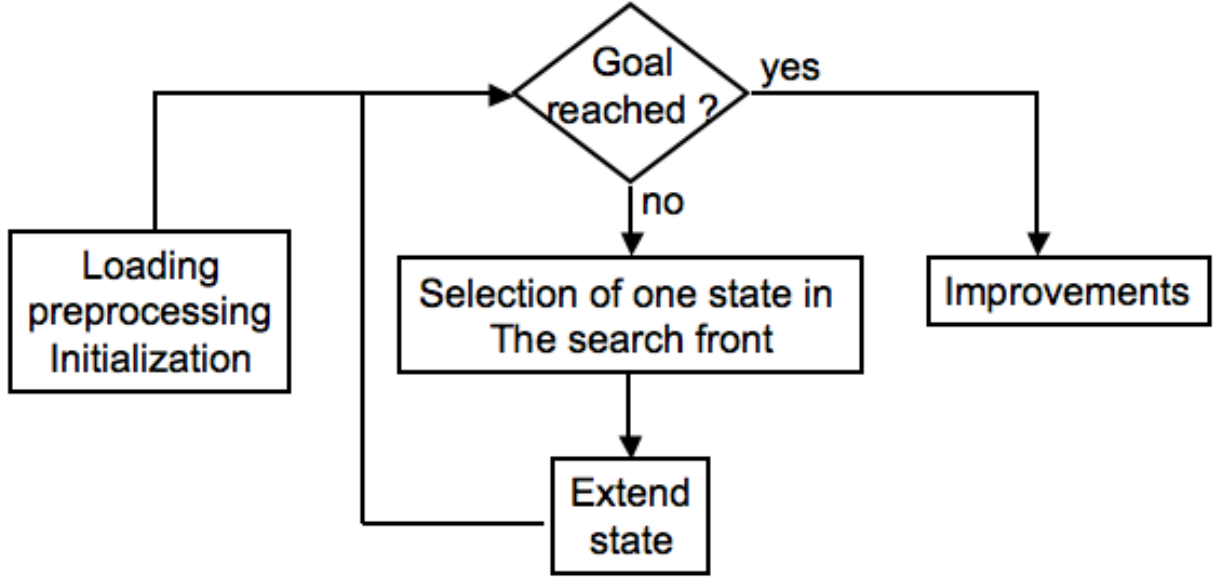 Goal
reached ?
yes
no
Loading
preprocessing
Initialization
Selection of one state in
The search front
Improvements
Extend
state